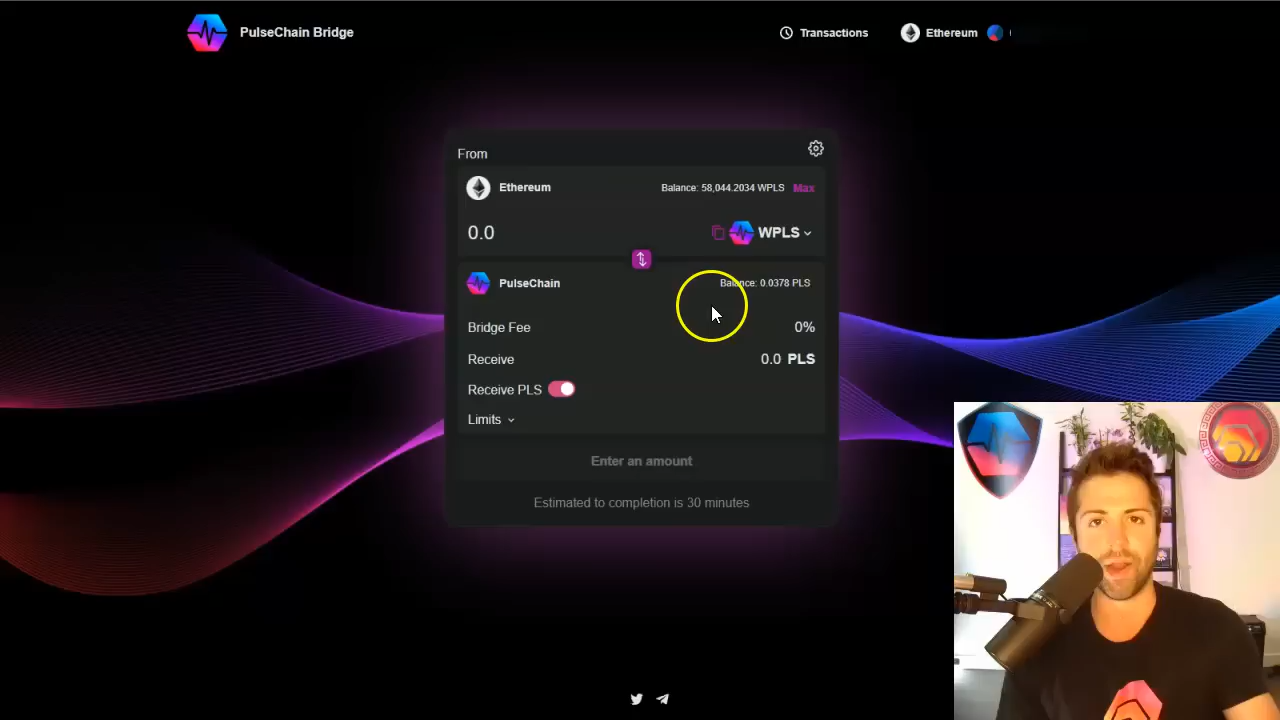 PulseChain Bridge
Transactions
Ethereum
From
Ethereum
Balance: 58,044.2034 WPLS Max
0.0
WPLS
PulseChain
Balance: 0.0378 PLS
Bridge Fee
0%
Receive
0.0 PLS
Receive PLS
Limits
Enter an amount
Estimated to completion is 30 minutes